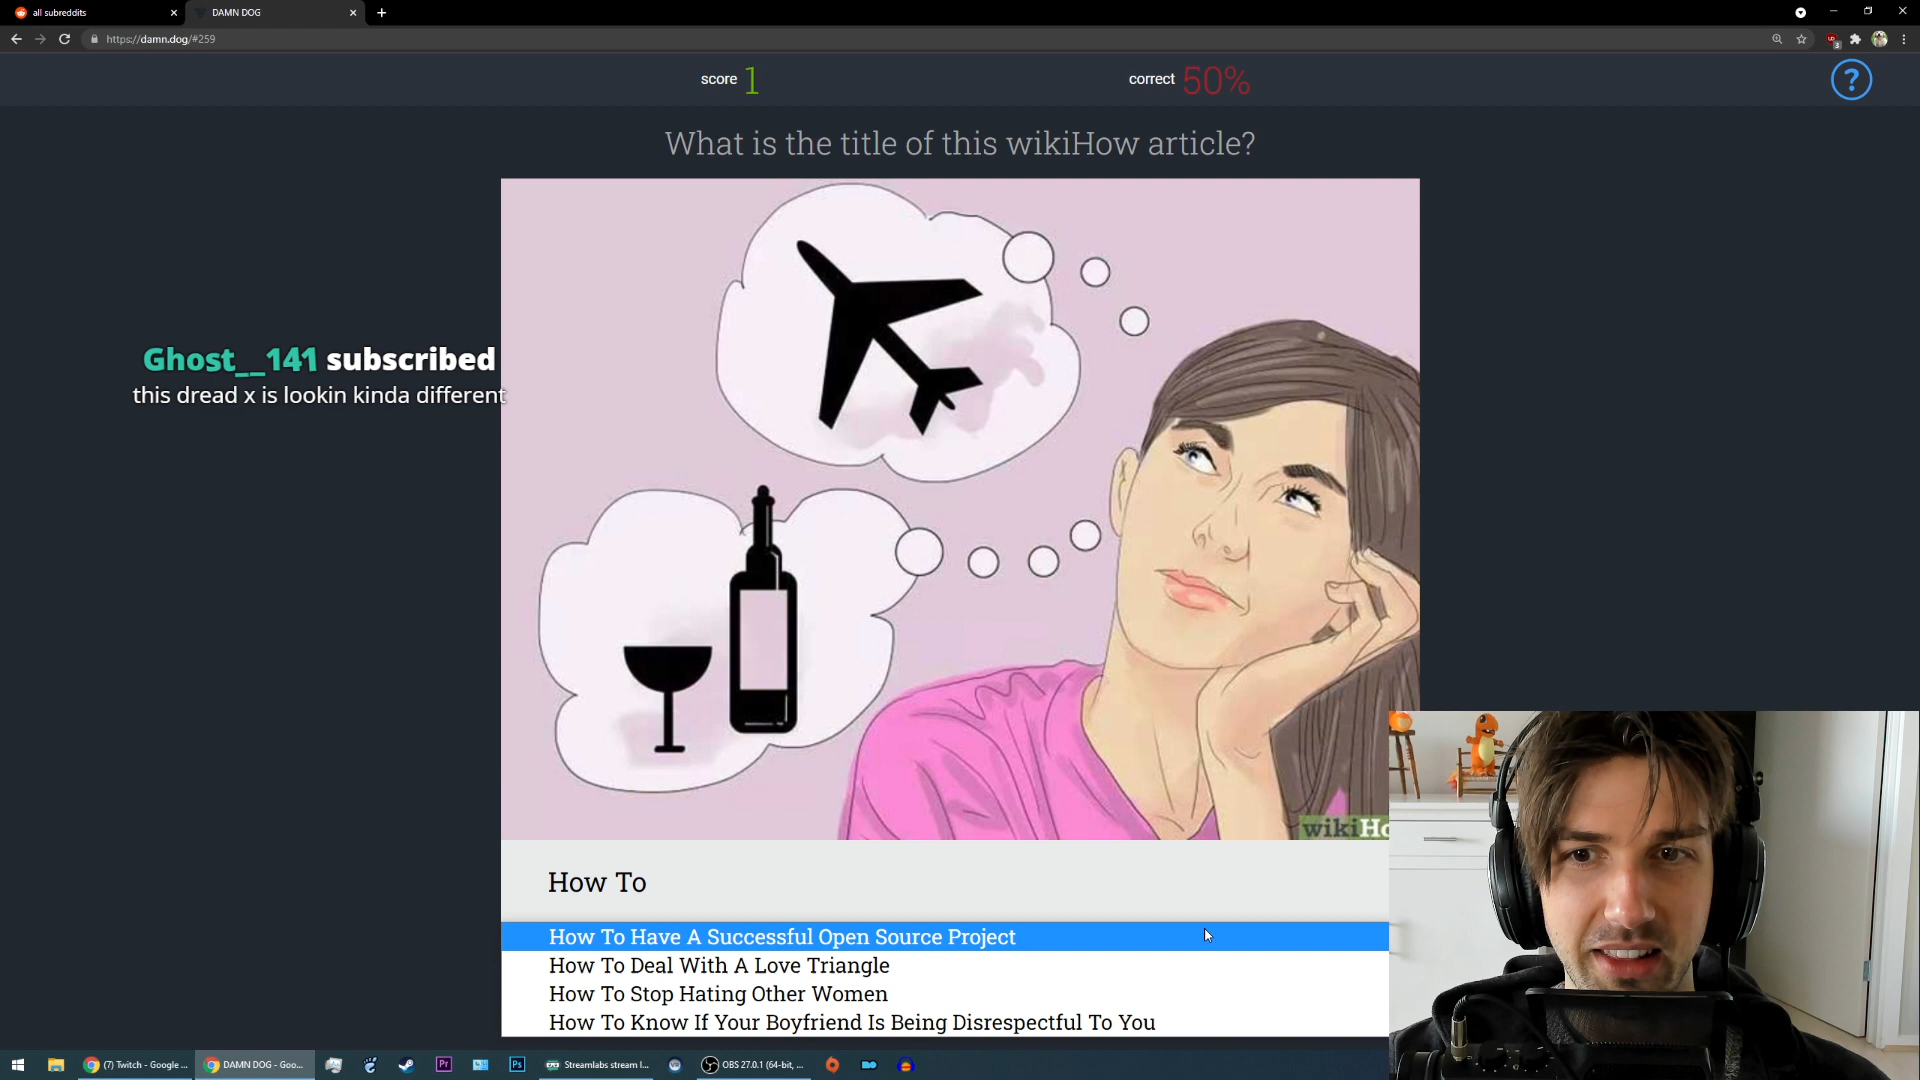 all subreddits
DAMN DOG
https://damn.dog/#259
score 1
correct 50%
?
What is the title of this wikiHow article?
Ghost__141 subscribed
this dread x is lookin kinda different
wikiHo
How To
How To Have A Successful Open Source Project
How To Deal With A Love Triangle
How To Stop Hating Other Women
How To Know If Your Boyfriend Is Being Disrespectful To You
(7) Twitch - Google ...
DAMN DOG - Goo...
Pr
Ps
Streamlabs stream l...
OBS 27.0.1 (64-bit, ...